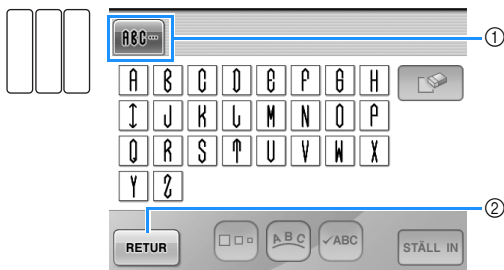 ABC... ①
A B C D E F G H
I J K L M N O P
Q R S T U V W X
Y Z
②
RETUR ABC ✓ABC STÄLL IN